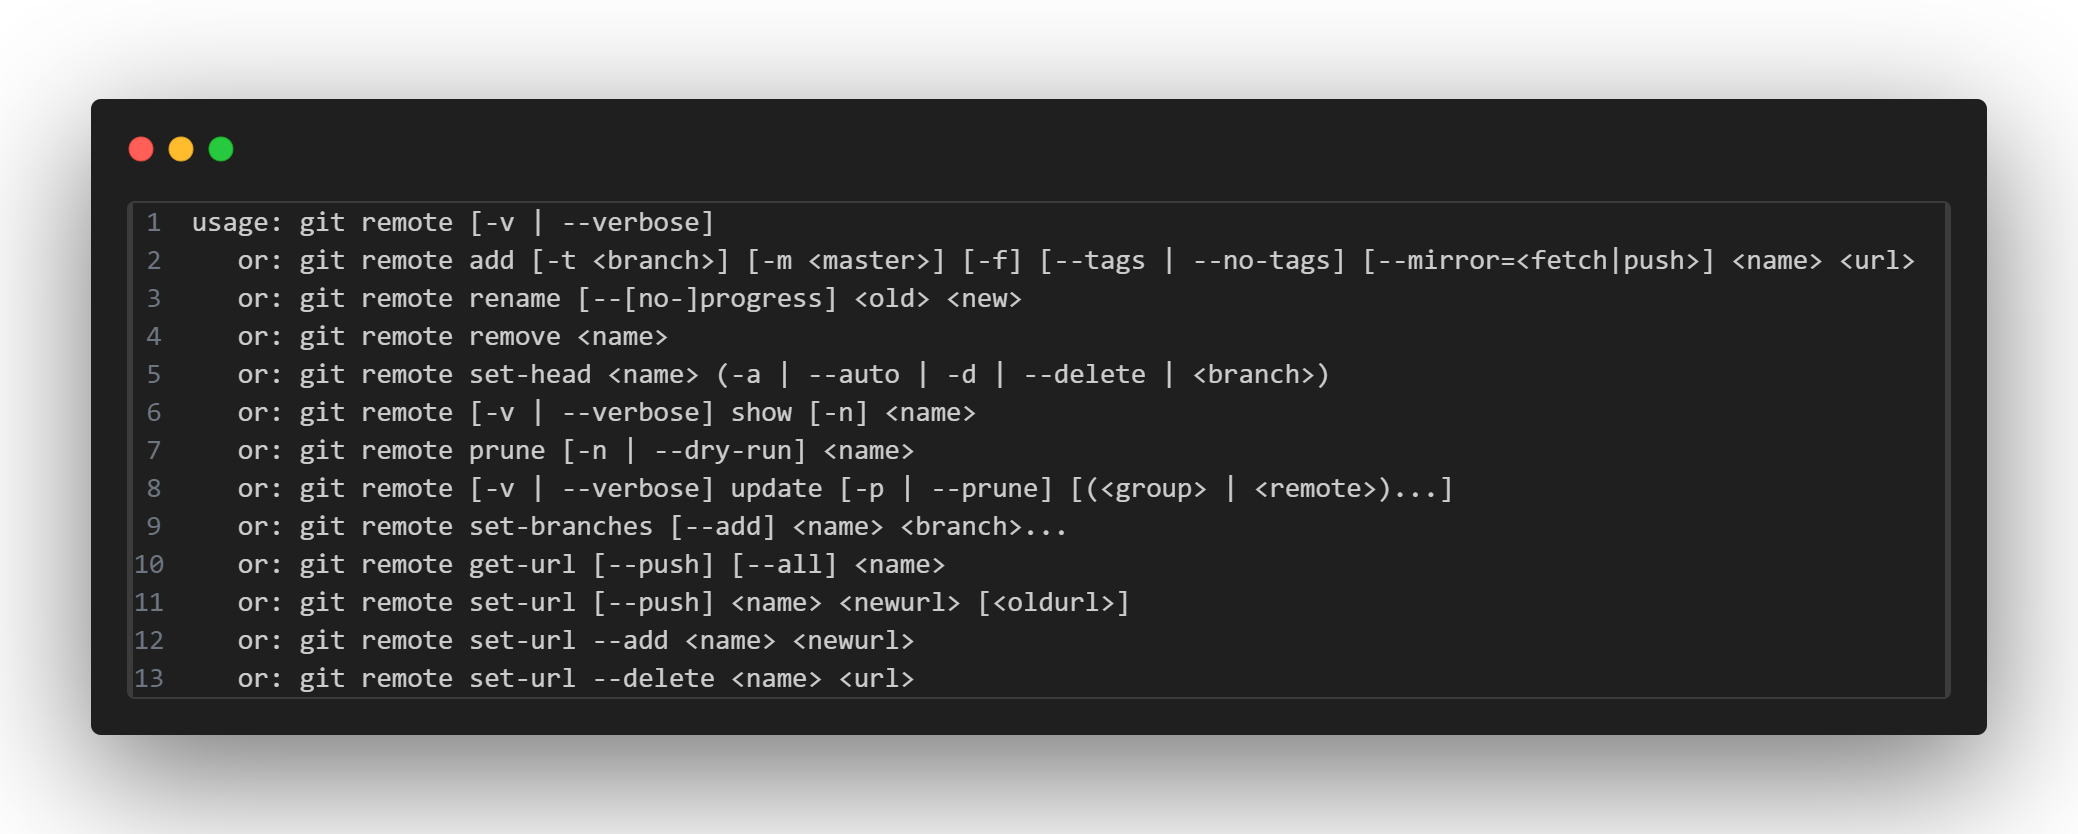 1 usage: git remote [-v | --verbose]
2    or: git remote add [-t <branch>] [-m <master>] [-f] [--tags | --no-tags] [--mirror=<fetch|push>] <name> <url>
3    or: git remote rename [--[no-]progress] <old> <new>
4    or: git remote remove <name>
5    or: git remote set-head <name> (-a | --auto | -d | --delete | <branch>)
6    or: git remote [-v | --verbose] show [-n] <name>
7    or: git remote prune [-n | --dry-run] <name>
8    or: git remote [-v | --verbose] update [-p | --prune] [(<group> | <remote>)...]
9    or: git remote set-branches [--add] <name> <branch>...
10    or: git remote get-url [--push] [--all] <name>
11    or: git remote set-url [--push] <name> <newurl> [<oldurl>]
12    or: git remote set-url --add <name> <newurl>
13    or: git remote set-url --delete <name> <url>